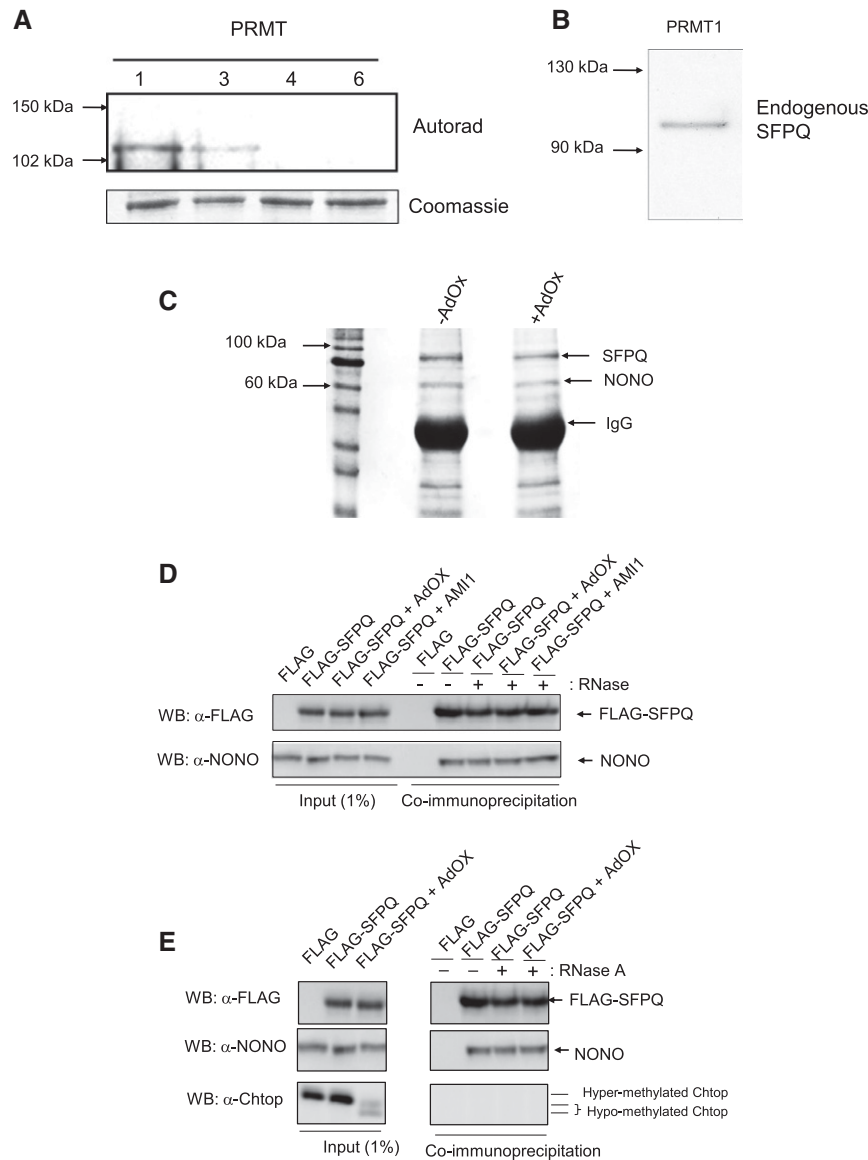 A
PRMT
1 3 4 6
150 kDa
102 kDa
Autorad
Coomassie
B
PRMT1
130 kDa
90 kDa
Endogenous
SFPQ
C
-AdOx
+AdOx
100 kDa
60 kDa
SFPQ
NONO
IgG
D
FLAG
FLAG-SFPQ
FLAG-SFPQ + AdOX
FLAG-SFPQ + AMI1
FLAG
FLAG-SFPQ
FLAG-SFPQ
FLAG-SFPQ + AdOX
FLAG-SFPQ + AMI1
- - + + + : RNase
WB: α-FLAG
FLAG-SFPQ
WB: α-NONO
NONO
Input (1%)
Co-immunoprecipitation
E
FLAG
FLAG-SFPQ
FLAG-SFPQ + AdOX
FLAG
FLAG-SFPQ
FLAG-SFPQ
FLAG-SFPQ + AdOX
– – + + : RNase A
WB: α-FLAG
FLAG-SFPQ
WB: α-NONO
NONO
WB: α-Chtop
Hyper-methylated Chtop
Hypo-methylated Chtop
Input (1%)
Co-immunoprecipitation